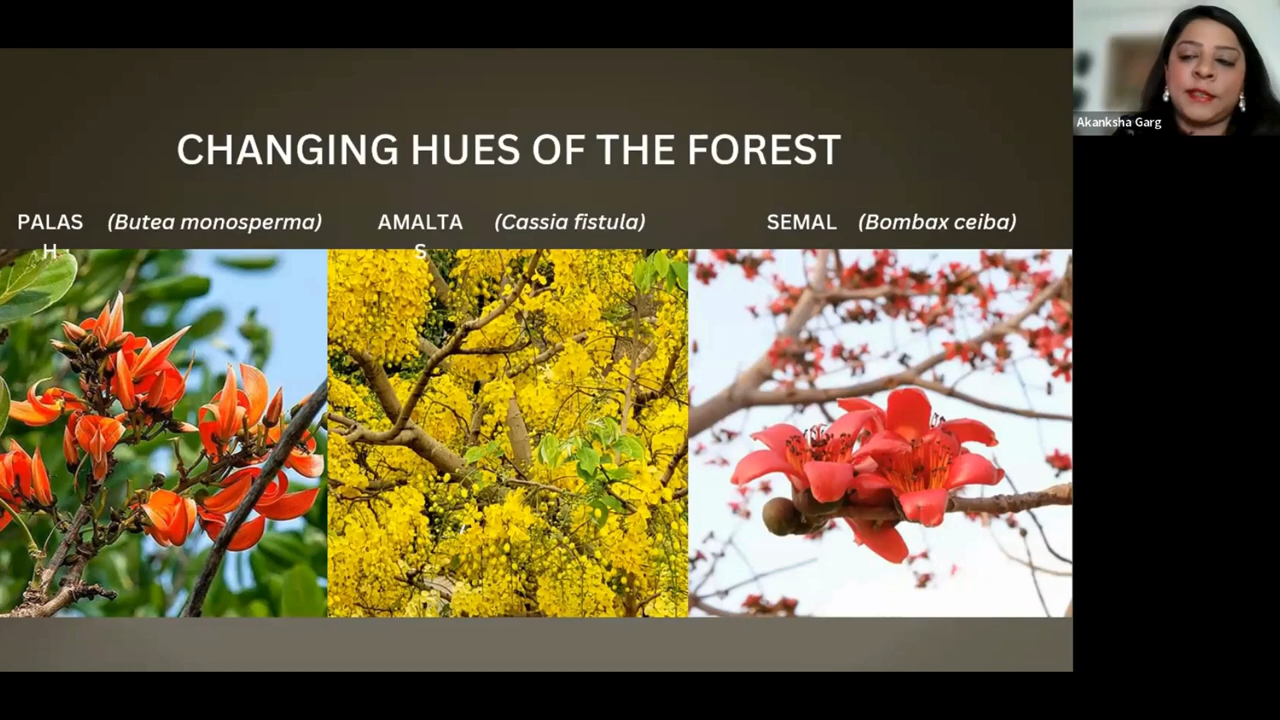 Akanksha Garg
CHANGING HUES OF THE FOREST
PALAS
H
(Butea monosperma)
AMALTA
S
(Cassia fistula)
SEMAL
(Bombax ceiba)